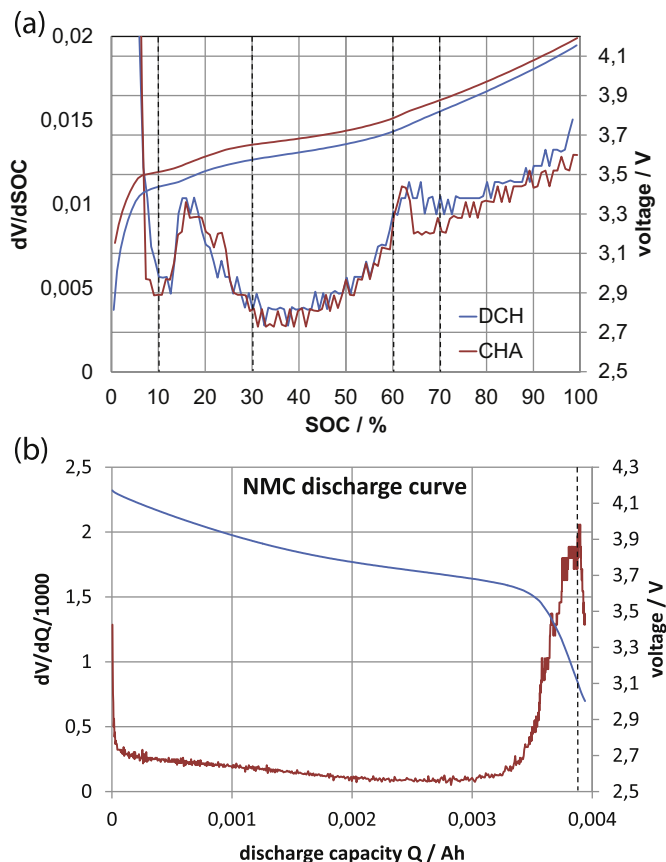 (a)
0,02
0,015
0,01
0,005
0
dV/dSOC
4,1
3,9
3,7
3,5
3,3
3,1
2,9
2,7
2,5
voltage / V
DCH
CHA
0 10 20 30 40 50 60 70 80 90 100
SOC / %
(b)
NMC discharge curve
2,5
2
1,5
1
0,5
0
dV/dQ/1000
4,3
4,1
3,9
3,7
3,5
3,3
3,1
2,9
2,7
2,5
voltage / V
0 0,001 0,002 0,003 0,004
discharge capacity Q / Ah